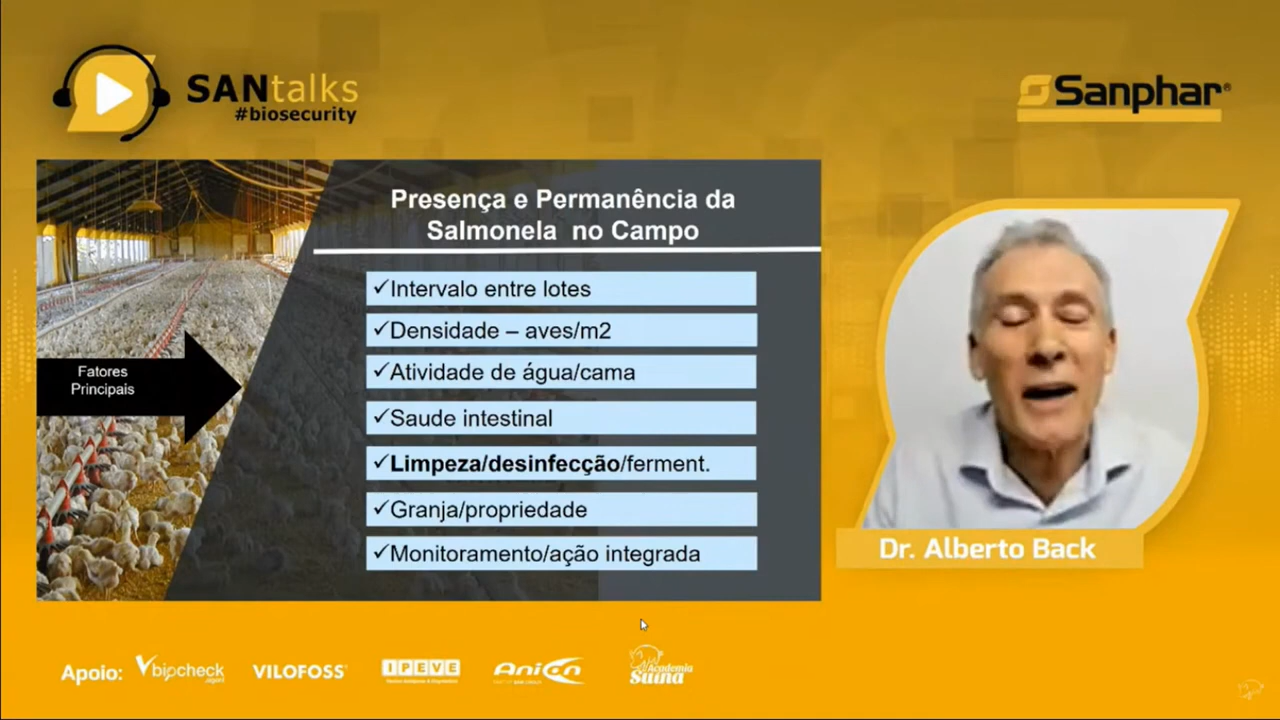 SANtalks
#biosecurity
Sanphar®
Presença e Permanência da
Salmonela no Campo
Fatores
Principais
✓Intervalo entre lotes
✓Densidade – aves/m2
✓Atividade de água/cama
✓Saude intestinal
✓Limpeza/desinfecção/ferment.
✓Granja/propriedade
✓Monitoramento/ação integrada
Dr. Alberto Back
Apoio:
biocheck
VILOFOSS
IPEVE
Anicon
Academia
Suína